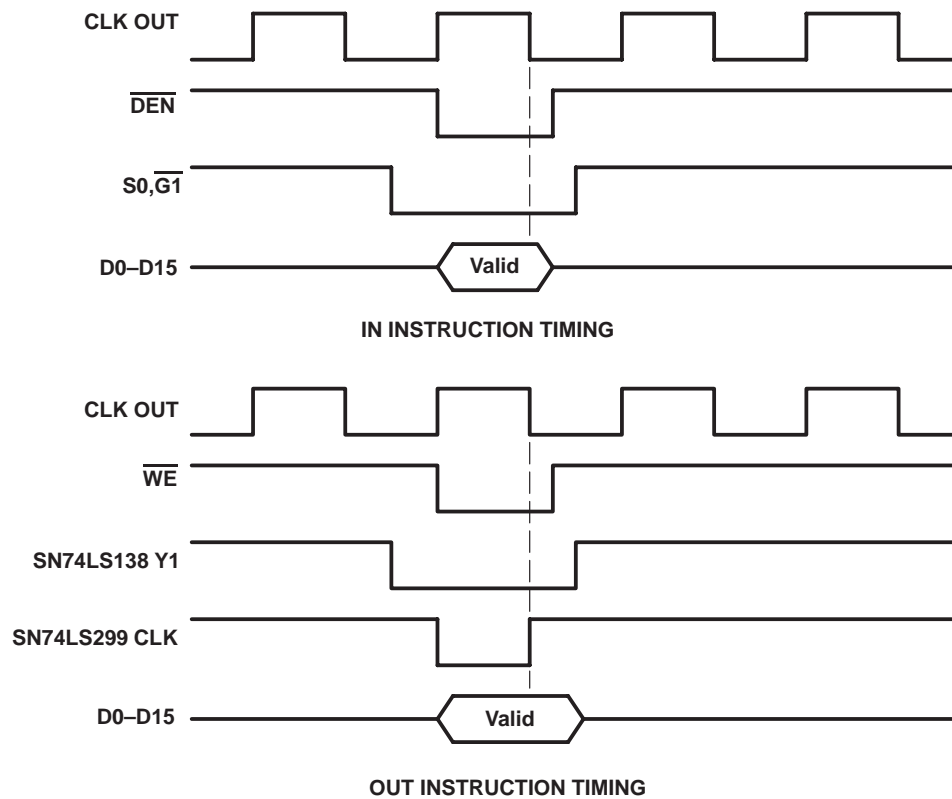 CLK OUT
DEN
S0,G1
D0–D15
Valid
IN INSTRUCTION TIMING
CLK OUT
WE
SN74LS138 Y1
SN74LS299 CLK
D0–D15
Valid
OUT INSTRUCTION TIMING